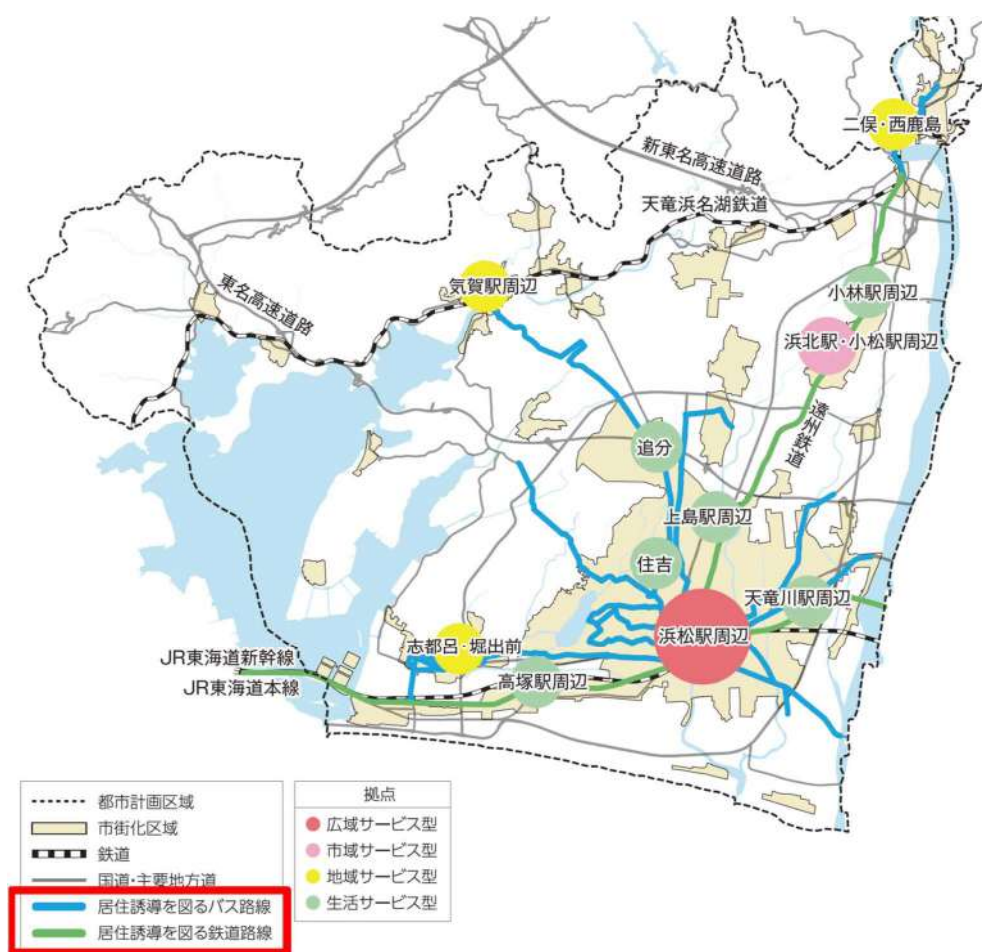 二俣・西鹿島
新東名高速道路
天竜浜名湖鉄道
気賀駅周辺
小林駅周辺
東名高速道路
浜北駅・小松駅周辺
遠州鉄道
追分
上島駅周辺
住吉
天竜川駅周辺
浜松駅周辺
志都呂・堀出前
JR東海道新幹線
高塚駅周辺
JR東海道本線
都市計画区域
市街化区域
鉄道
国道・主要地方道
居住誘導を図るバス路線
居住誘導を図る鉄道路線
拠点
広域サービス型
市域サービス型
地域サービス型
生活サービス型